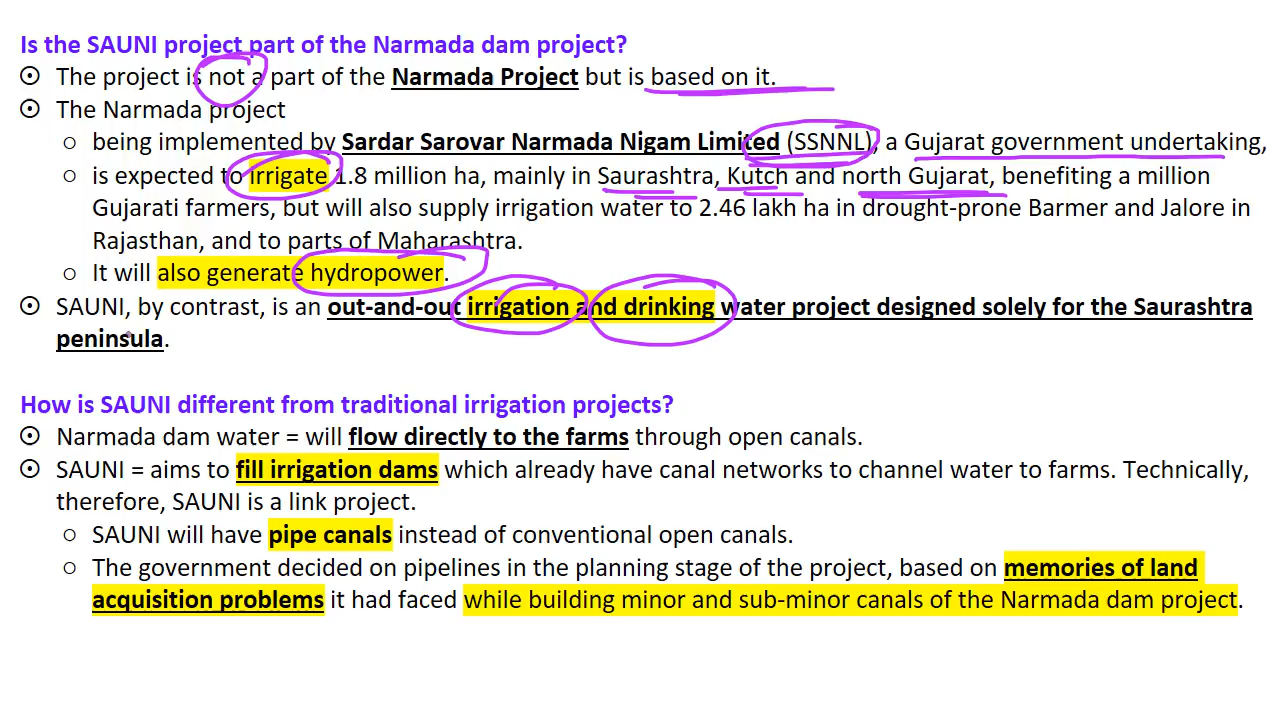 Is the SAUNI project part of the Narmada dam project?
⊙ The project is not a part of the Narmada Project but is based on it.
⊙ The Narmada project
○ being implemented by Sardar Sarovar Narmada Nigam Limited (SSNNL), a Gujarat government undertaking,
○ is expected to irrigate 1.8 million ha, mainly in Saurashtra, Kutch and north Gujarat, benefiting a million
Gujarati farmers, but will also supply irrigation water to 2.46 lakh ha in drought-prone Barmer and Jalore in
Rajasthan, and to parts of Maharashtra.
○ It will also generate hydropower.
⊙ SAUNI, by contrast, is an out-and-out irrigation and drinking water project designed solely for the Saurashtra
peninsula.
How is SAUNI different from traditional irrigation projects?
⊙ Narmada dam water = will flow directly to the farms through open canals.
⊙ SAUNI = aims to fill irrigation dams which already have canal networks to channel water to farms. Technically,
therefore, SAUNI is a link project.
○ SAUNI will have pipe canals instead of conventional open canals.
○ The government decided on pipelines in the planning stage of the project, based on memories of land
acquisition problems it had faced while building minor and sub-minor canals of the Narmada dam project.